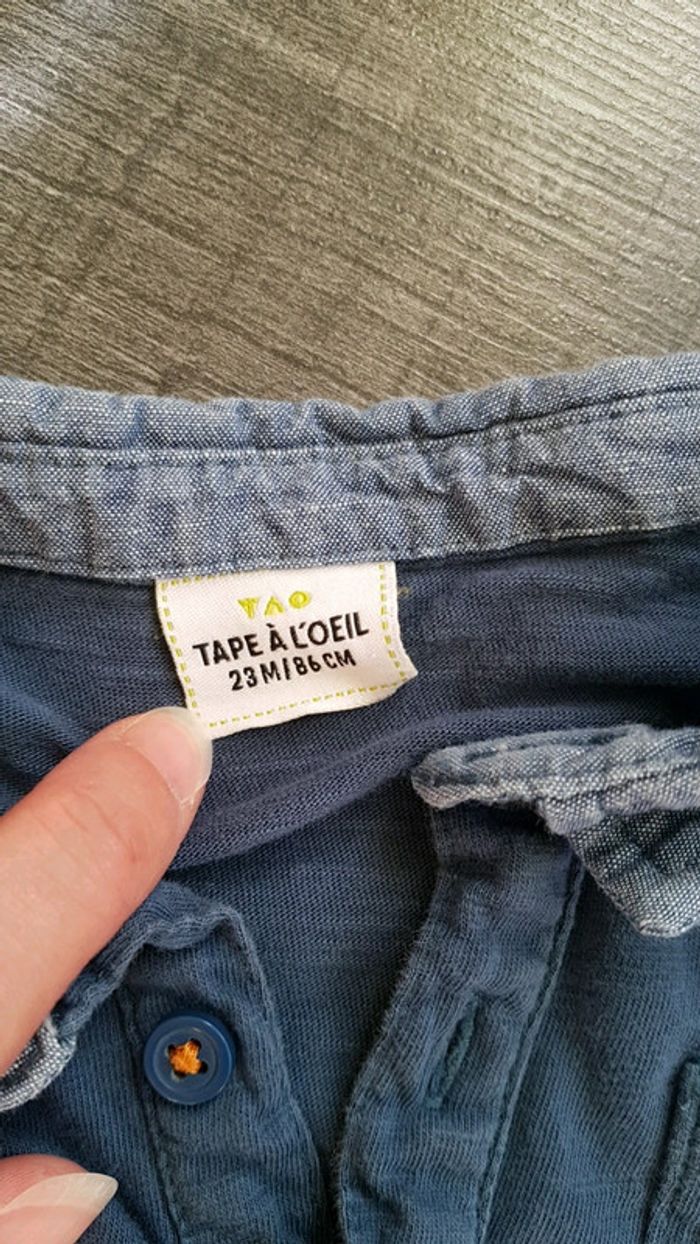 TAO
TAPE À L'OEIL
23M/86CM